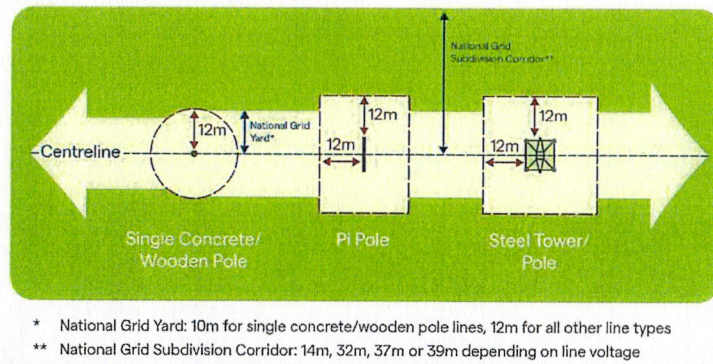 National Grid
Subdivision Corridor**
12m
National Grid
Yard*
12m
12m
12m
12m
Centreline
Single Concrete/
Wooden Pole
Pi Pole
Steel Tower/
Pole
* National Grid Yard: 10m for single concrete/wooden pole lines, 12m for all other line types
** National Grid Subdivision Corridor: 14m, 32m, 37m or 39m depending on line voltage